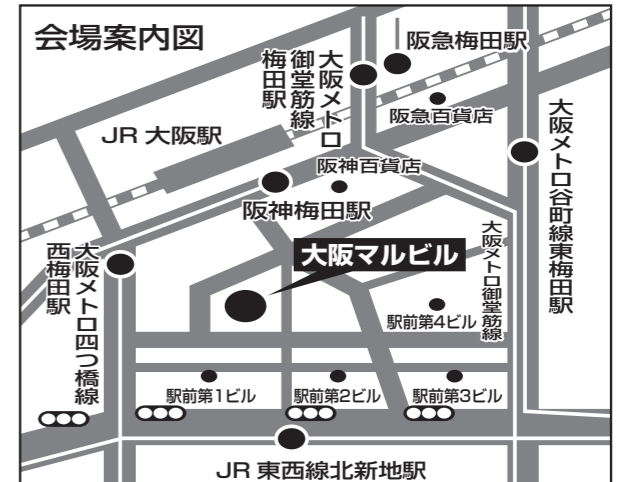 会場案内図
阪急梅田駅
大阪メトロ
御堂筋線
梅田駅
阪急百貨店
JR 大阪駅
大阪メトロ谷町線東梅田駅
阪神百貨店
阪神梅田駅
大阪メトロ御堂筋線
大阪マルビル
大阪メトロ四つ橋線
西梅田駅
駅前第4ビル
駅前第1ビル
駅前第2ビル
駅前第3ビル
JR 東西線北新地駅